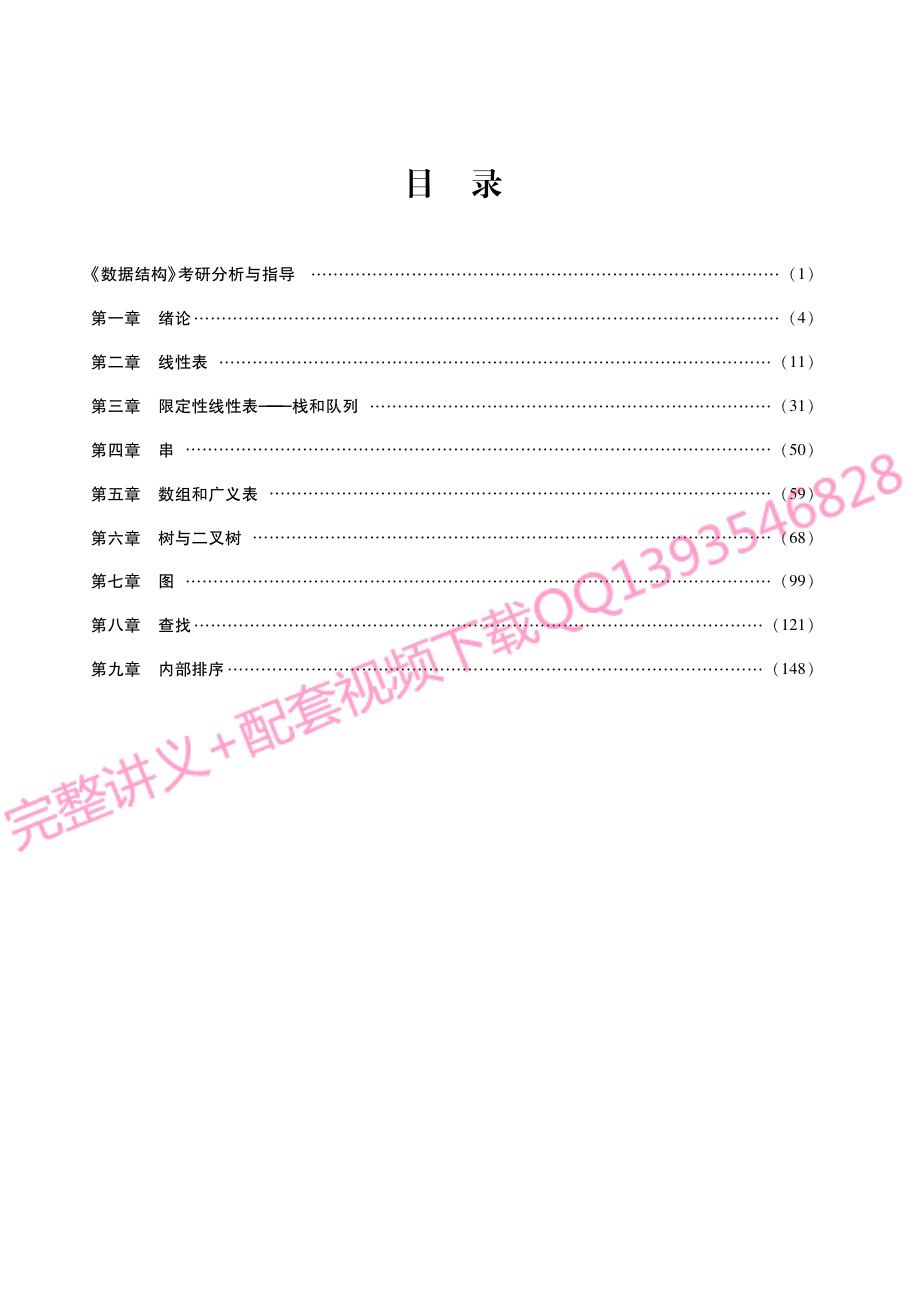 目 录
《数据结构》考研分析与指导 ……………………………………………………………………… (1)
第一章 绪论 ……………………………………………………………………… (4)
第二章 线性表 ……………………………………………………………………… (11)
第三章 限定性线性表——栈和队列 ……………………………………………………………………… (31)
第四章 串 ……………………………………………………………………… (50)
第五章 数组和广义表 ……………………………………………………………………… (59)
第六章 树与二叉树 ……………………………………………………………………… (68)
第七章 图 ……………………………………………………………………… (99)
第八章 查找 ……………………………………………………………………… (121)
第九章 内部排序 ……………………………………………………………………… (148)
完整讲义+配套视频下载QQ1393546828